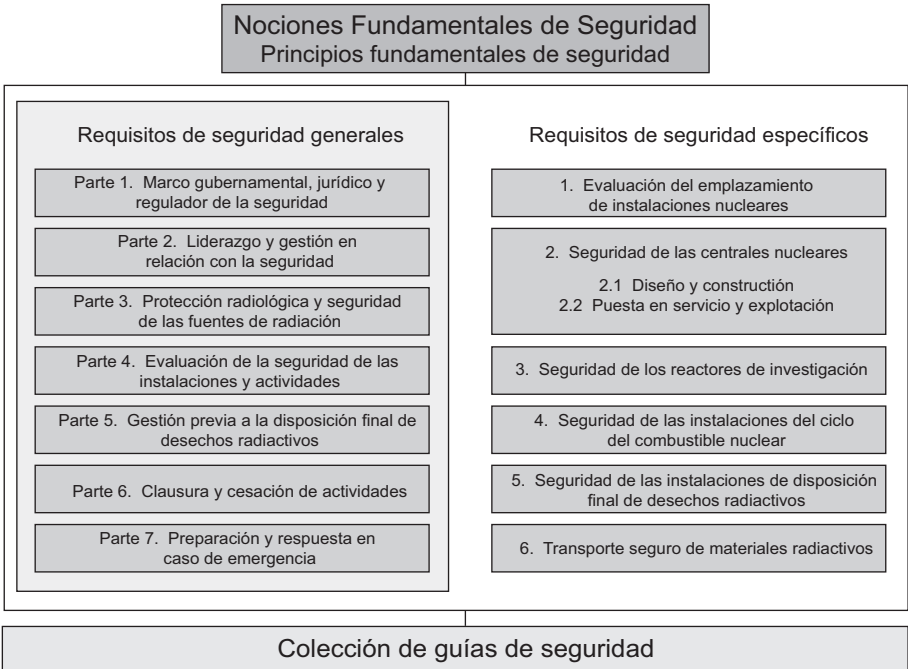 Nociones Fundamentales de Seguridad
Principios fundamentales de seguridad
Requisitos de seguridad generales
Parte 1. Marco gubernamental, jurídico y
regulador de la seguridad
Parte 2. Liderazgo y gestión en
relación con la seguridad
Parte 3. Protección radiológica y seguridad
de las fuentes de radiación
Parte 4. Evaluación de la seguridad de las
instalaciones y actividades
Parte 5. Gestión previa a la disposición final de
desechos radiactivos
Parte 6. Clausura y cesación de actividades
Parte 7. Preparación y respuesta en
caso de emergencia
Requisitos de seguridad específicos
1. Evaluación del emplazamiento
de instalaciones nucleares
2. Seguridad de las centrales nucleares
2.1 Diseño y constructión
2.2 Puesta en servicio y explotación
3. Seguridad de los reactores de investigación
4. Seguridad de las instalaciones del ciclo
del combustible nuclear
5. Seguridad de las instalaciones de disposición
final de desechos radiactivos
6. Transporte seguro de materiales radiactivos
Colección de guías de seguridad